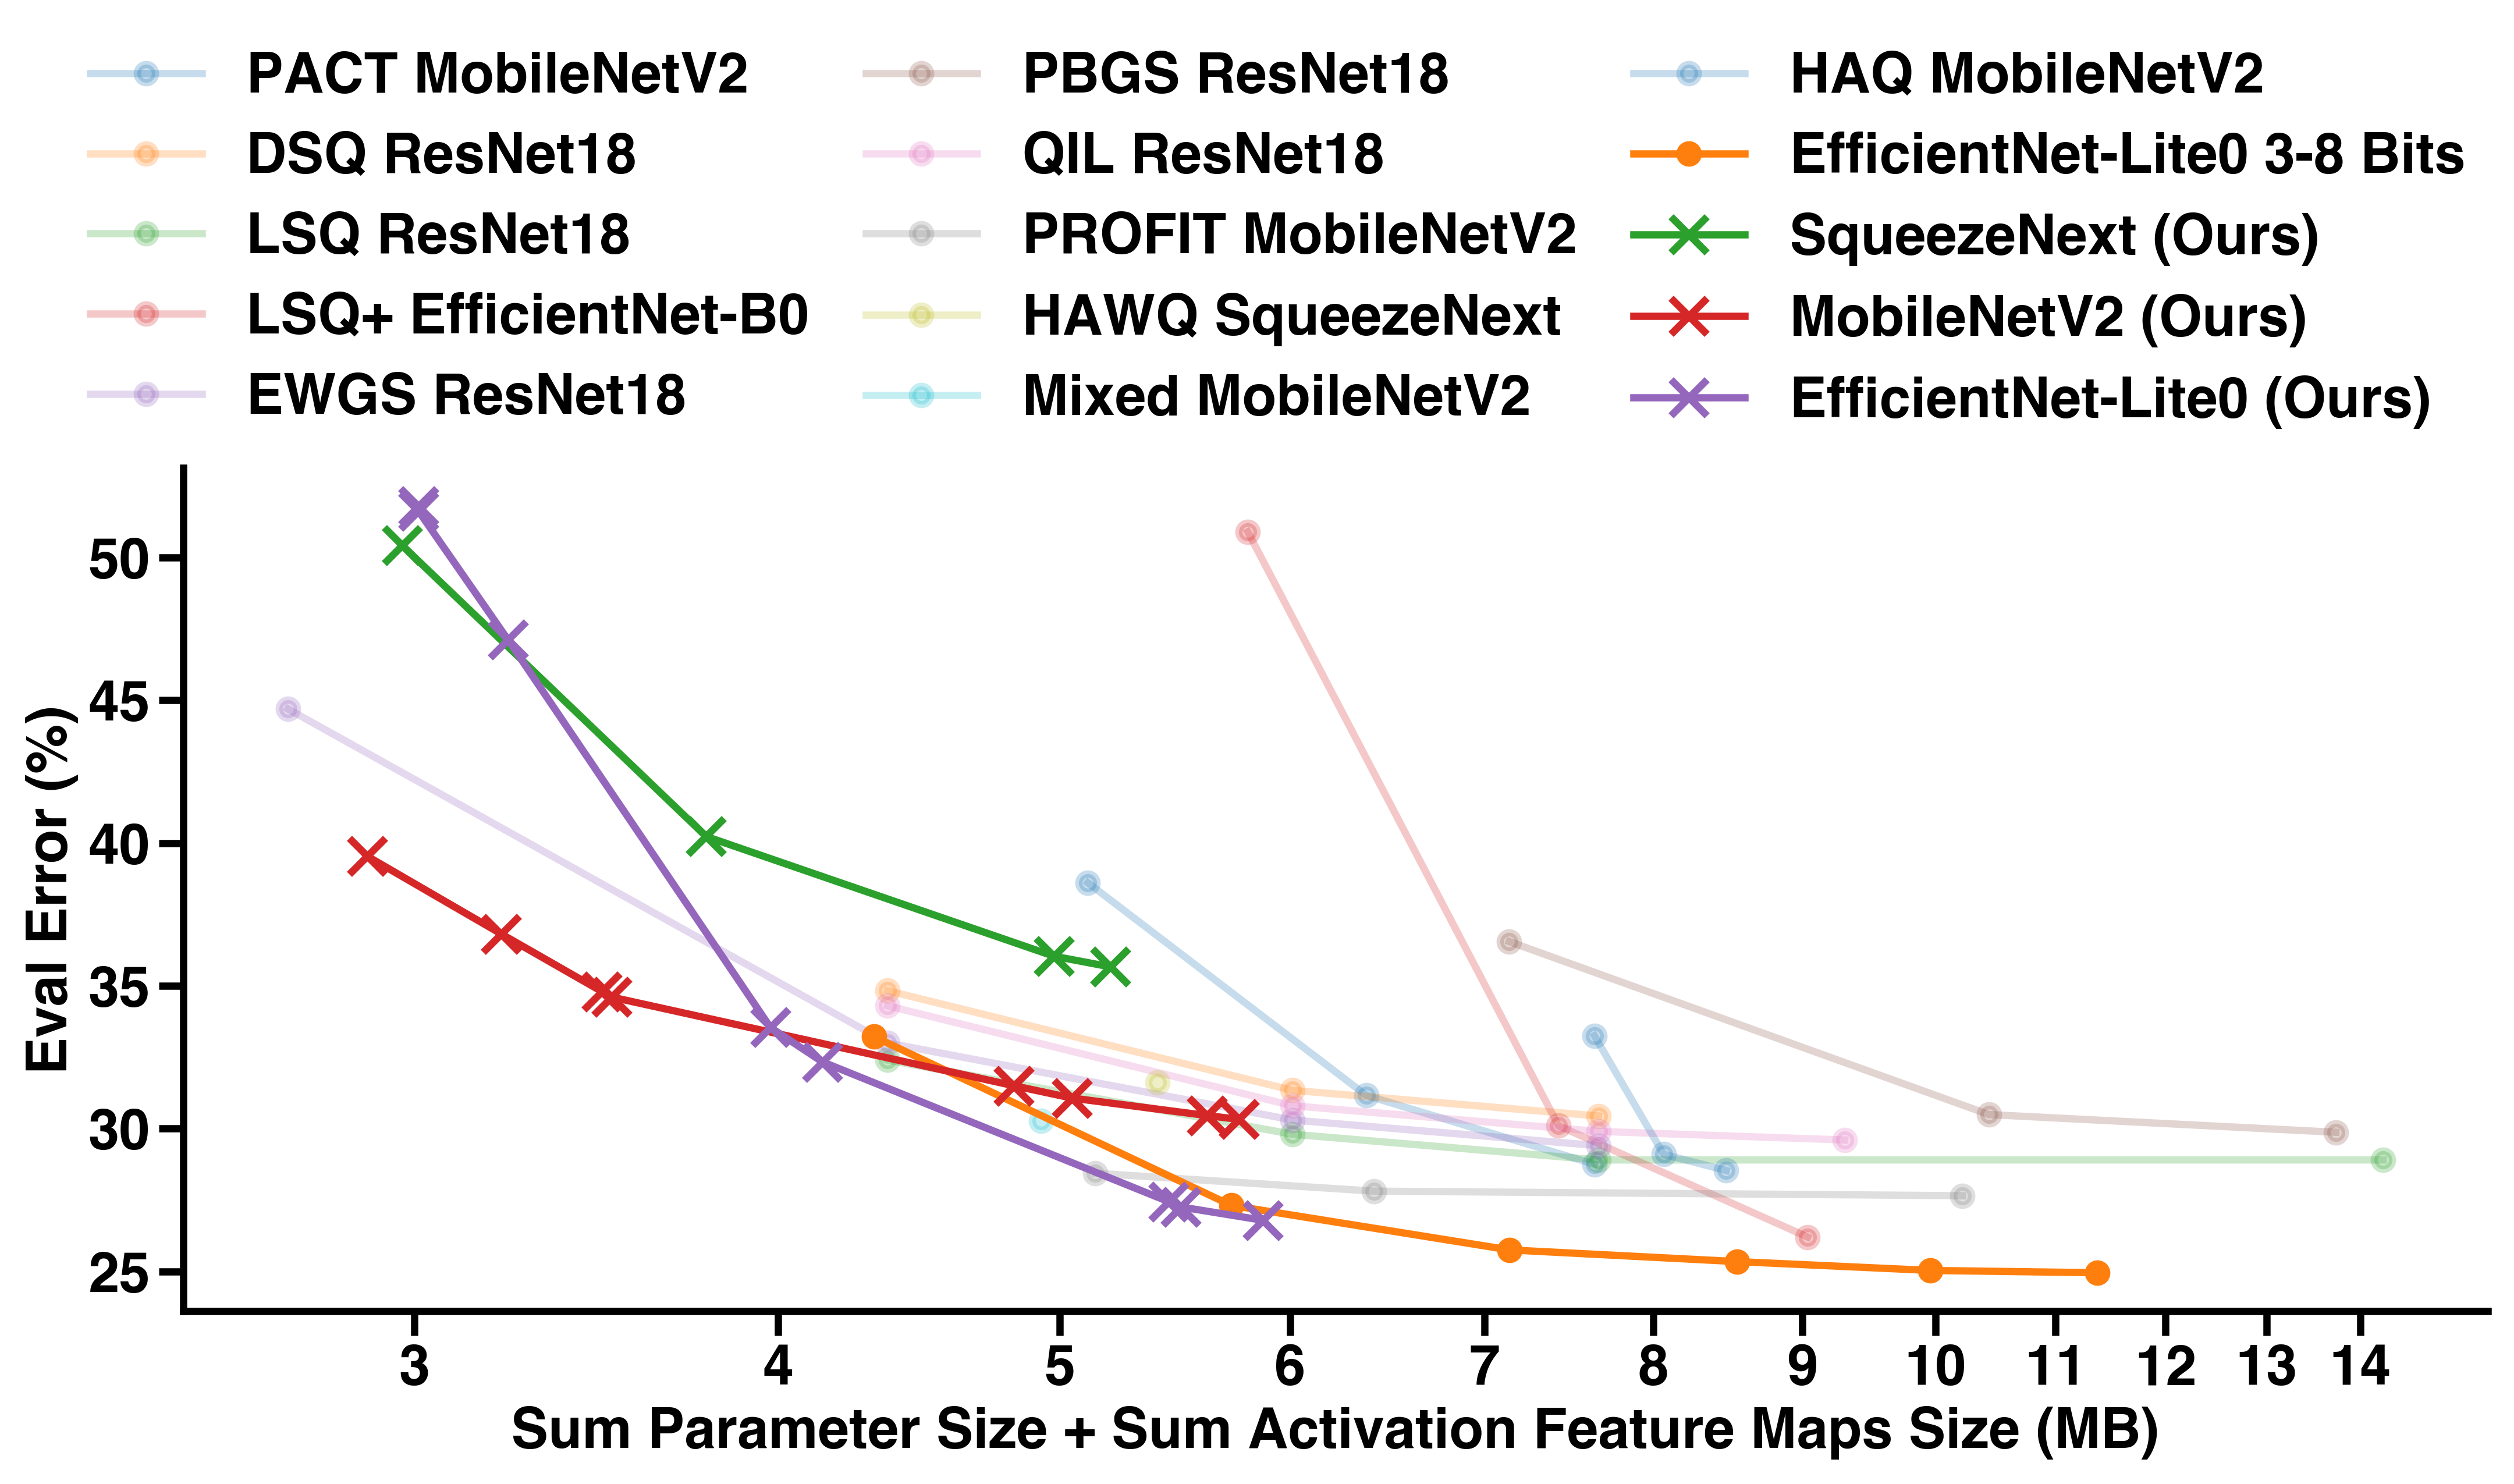 PACT MobileNetV2
DSQ ResNet18
LSQ ResNet18
LSQ+ EfficientNet-B0
EWGS ResNet18
PBGS ResNet18
QIL ResNet18
PROFIT MobileNetV2
HAWQ SqueezeNext
Mixed MobileNetV2
HAQ MobileNetV2
EfficientNet-Lite0 3-8 Bits
SqueezeNext (Ours)
MobileNetV2 (Ours)
EfficientNet-Lite0 (Ours)
Eval Error (%)
50
45
40
35
30
25
3 4 5 6 7 8 9 10 11 12 13 14
Sum Parameter Size + Sum Activation Feature Maps Size (MB)